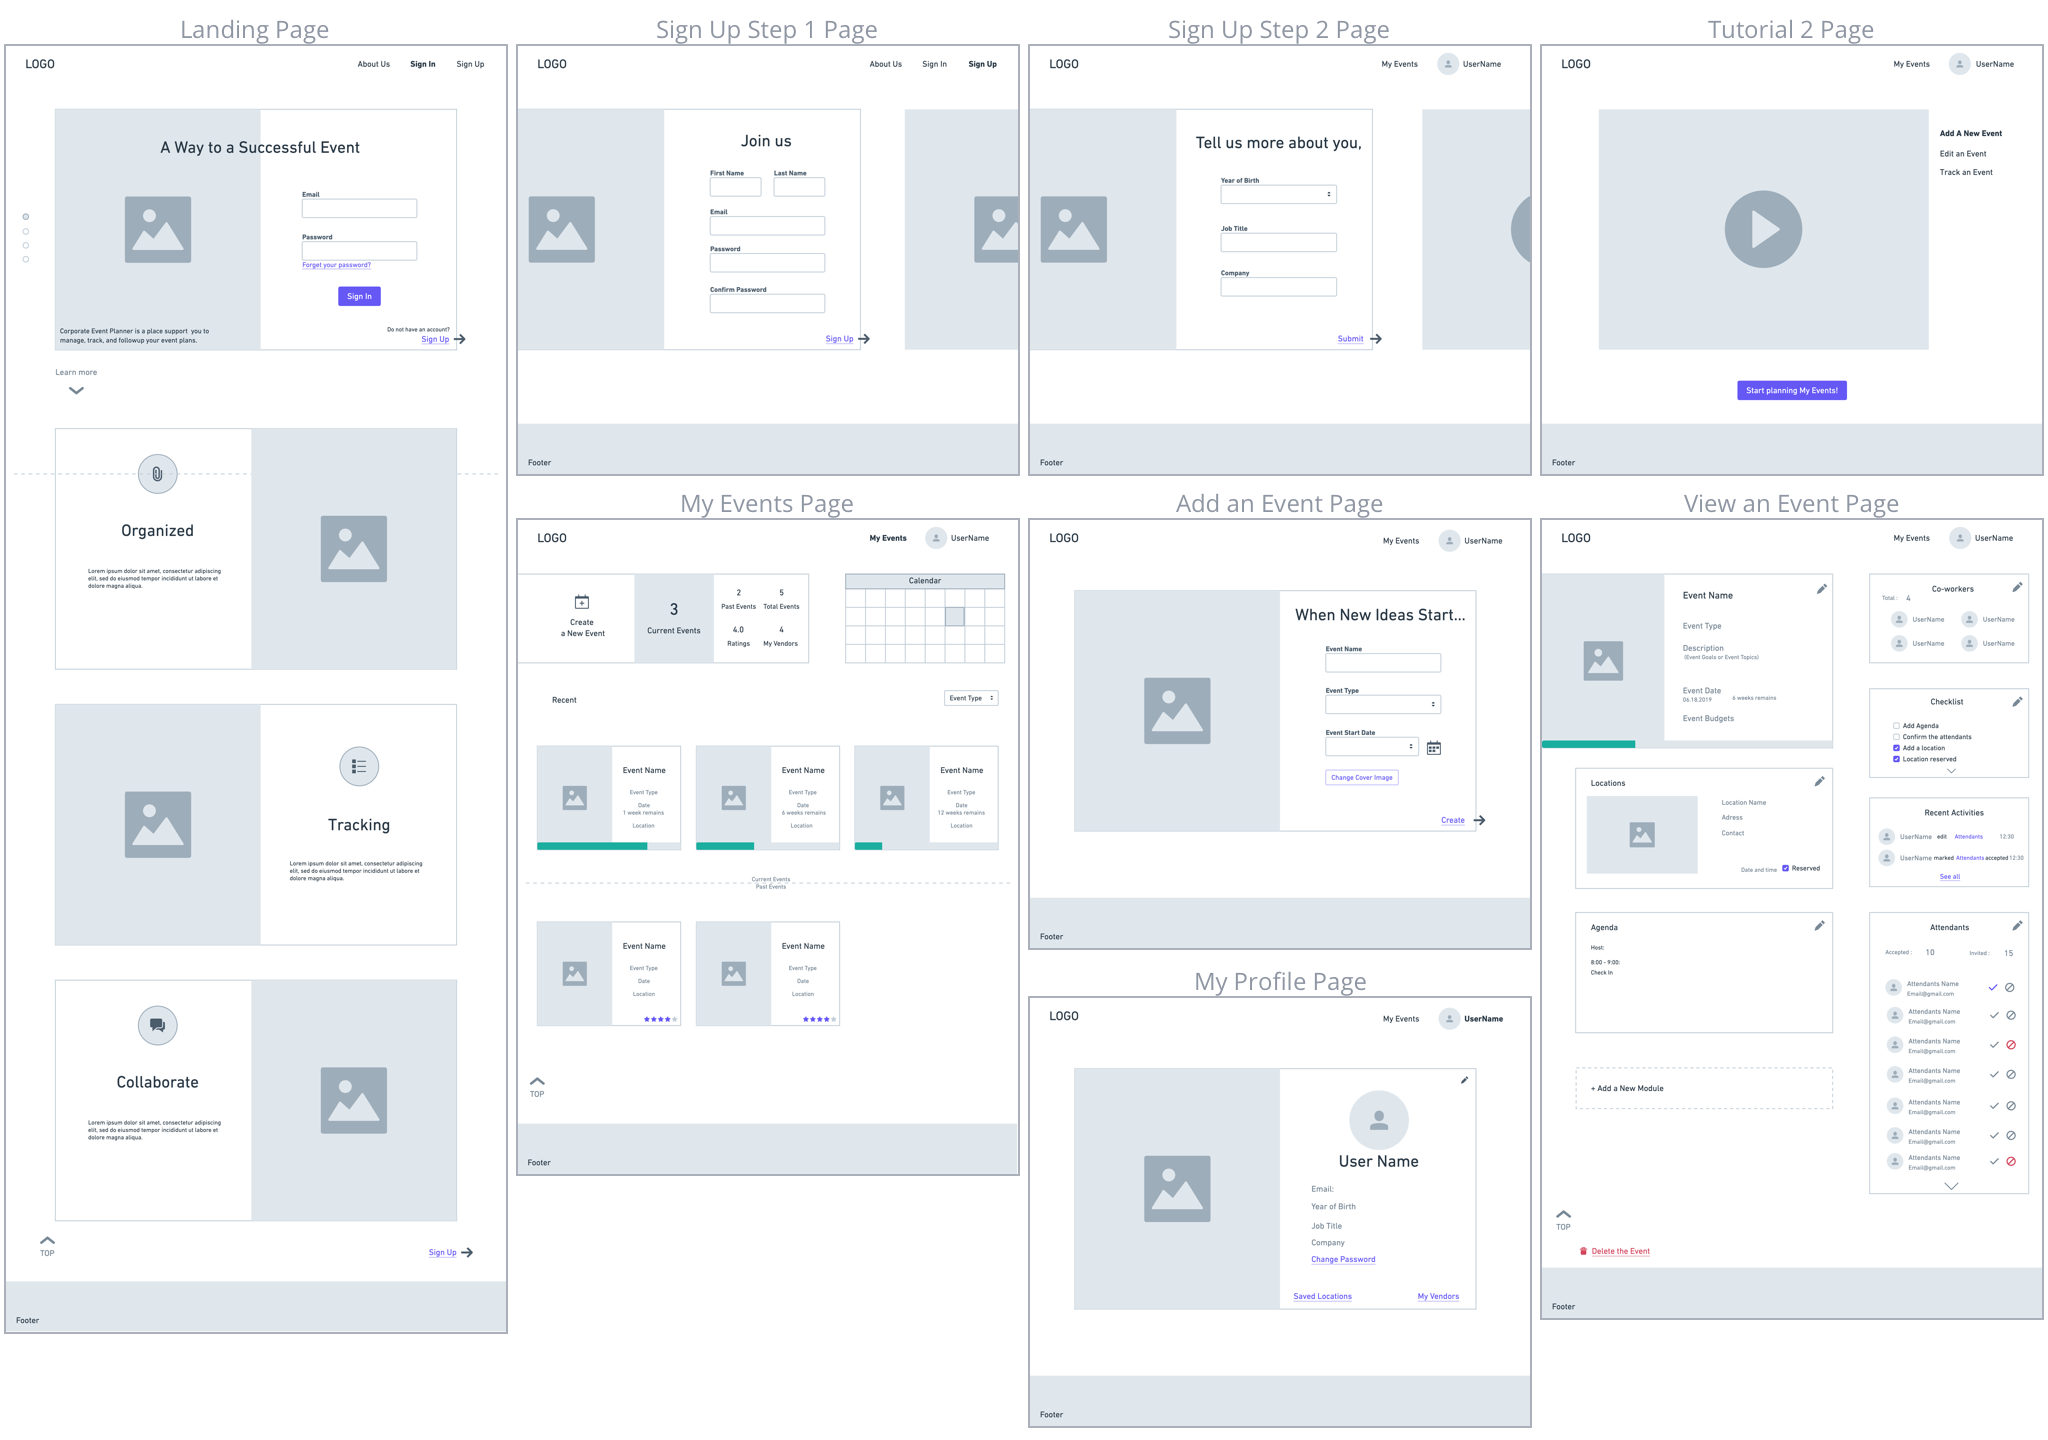 Landing Page
LOGO
About Us
Sign In
Sign Up
A Way to a Successful Event
Email
Password
Forget your password?
Sign In
Corporate Event Planner is a place support you to
manage, track, and followup your event plans.
Do not have an account?
Sign Up
Learn more
Organized
Lorem ipsum dolor sit amet, consectetur adipiscing
elit, sed do eiusmod tempor incididunt ut labore et
dolore magna aliqua.
Tracking
Lorem ipsum dolor sit amet, consectetur adipiscing
elit, sed do eiusmod tempor incididunt ut labore et
dolore magna aliqua.
Collaborate
Lorem ipsum dolor sit amet, consectetur adipiscing
elit, sed do eiusmod tempor incididunt ut labore et
dolore magna aliqua.
TOP
Sign Up
Footer
Sign Up Step 1 Page
LOGO
About Us
Sign In
Sign Up
Join us
First Name
Last Name
Email
Password
Confirm Password
Sign Up
Footer
Sign Up Step 2 Page
LOGO
My Events
UserName
Tell us more about you,
Year of Birth
Job Title
Company
Submit
Footer
Tutorial 2 Page
LOGO
My Events
UserName
Add A New Event
Edit an Event
Track an Event
Start planning My Events!
Footer
My Events Page
LOGO
My Events
UserName
Create
a New Event
3
Current Events
2
Past Events
5
Total Events
4.0
Ratings
4
My Vendors
Calendar
Recent
Event Type
Event Name
Event Type
Date
1 week remains
Location
Event Name
Event Type
Date
6 weeks remains
Location
Event Name
Event Type
Date
12 weeks remains
Location
Current Events
Past Events
Event Name
Event Type
Date
Location
Event Name
Event Type
Date
Location
TOP
Footer
Add an Event Page
LOGO
My Events
UserName
When New Ideas Start...
Event Name
Event Type
Event Start Date
Change Cover Image
Create
Footer
My Profile Page
LOGO
My Events
UserName
User Name
Email:
Year of Birth
Job Title
Company
Change Password
Saved Locations
My Vendors
Footer
View an Event Page
LOGO
My Events
UserName
Event Name
Event Type
Description
(Event Goals or Event Topics)
Event Date
06.18.2019
6 weeks remains
Event Budgets
Locations
Location Name
Adress
Contact
Date and time
Reserved
Agenda
Host:
8:00 - 9:00:
Check In
+ Add a New Module
Co-workers
Total : 4
UserName
UserName
UserName
UserName
Checklist
Add Agenda
Confirm the attendants
Add a location
Location reserved
Recent Activities
UserName edit Attendants 12:30
UserName marked Attendants accepted 12:30
See all
Attendants
Accepted : 10
Invited : 15
Attendants Name
Email@gmail.com
Attendants Name
Email@gmail.com
Attendants Name
Email@gmail.com
Attendants Name
Email@gmail.com
Attendants Name
Email@gmail.com
Attendants Name
Email@gmail.com
Attendants Name
Email@gmail.com
TOP
Delete the Event
Footer